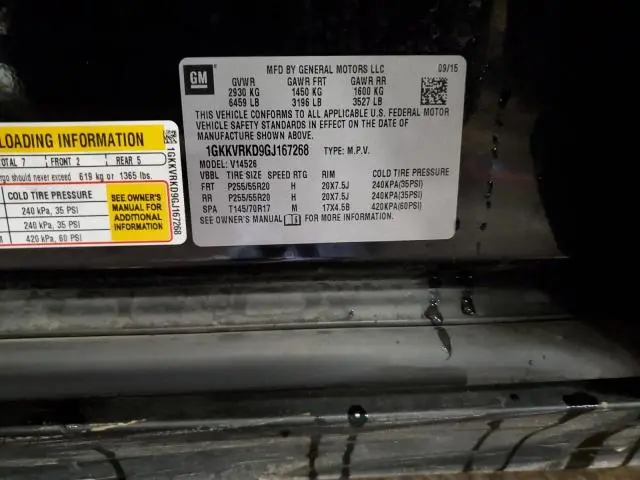 GM
MFD BY GENERAL MOTORS LLC 09/15
GVWR GAWR FRT GAWR RR
2930 KG 1450 KG 1600 KG
6459 LB 3196 LB 3527 LB
THIS VEHICLE CONFORMS TO ALL APPLICABLE U.S. FEDERAL MOTOR
VEHICLE SAFETY STANDARDS IN EFFECT ON THE DATE OF
MANUFACTURE SHOWN ABOVE.
1GKKVRKD9GJ167268 TYPE: M.P.V.
MODEL: V14526
VBBL TIRE SIZE SPEED RTG RIM COLD TIRE PRESSURE
FRT P255/55R20 H 20X7.5J 240KPA(35PSI)
RR P255/55R20 H 20X7.5J 240KPA(35PSI)
SPA T145/70R17 M 17X4.5B 420KPA(60PSI)
SEE OWNER'S MANUAL FOR MORE INFORMATION.
LOADING INFORMATION
TOTAL 7 FRONT 2 REAR 5
cargo should never exceed 619 kg or 1365 lbs.
COLD TIRE PRESSURE
240 kPa, 35 PSI
240 kPa, 35 PSI
420 kPa, 60 PSI
SEE OWNER'S
MANUAL FOR
ADDITIONAL
INFORMATION
1GKKVRKD9GJ167268